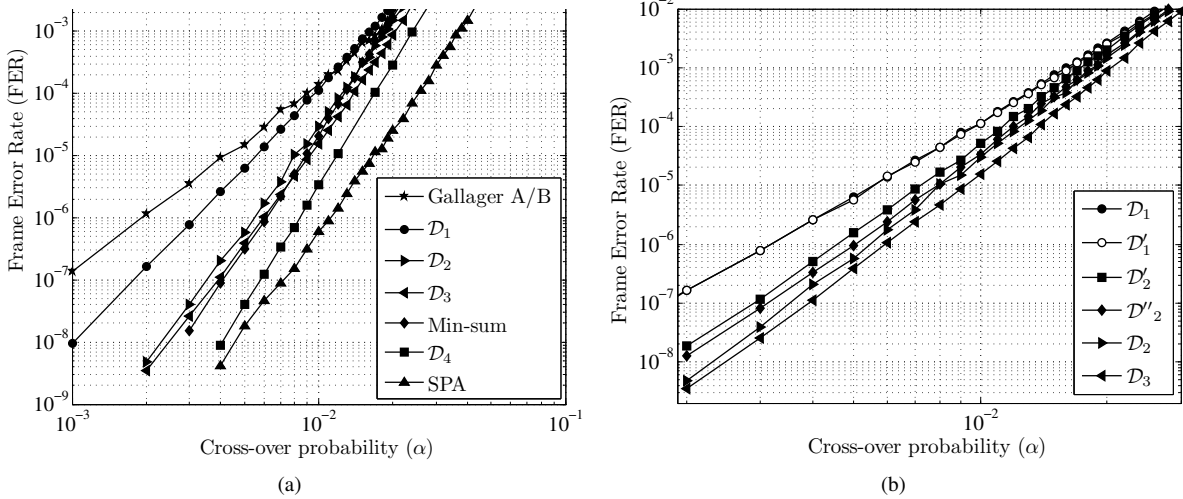 10⁻³
10⁻⁴
10⁻⁵
10⁻⁶
10⁻⁷
10⁻⁸
10⁻⁹
Frame Error Rate (FER)
Gallager A/B
𝒟₁
𝒟₂
𝒟₃
Min-sum
𝒟₄
SPA
10⁻³ 10⁻² 10⁻¹
Cross-over probability (α)
(a)
10⁻²
10⁻³
10⁻⁴
10⁻⁵
10⁻⁶
10⁻⁷
10⁻⁸
Frame Error Rate (FER)
𝒟₁
𝒟′₁
𝒟′₂
𝒟″₂
𝒟₂
𝒟₃
10⁻²
Cross-over probability (α)
(b)